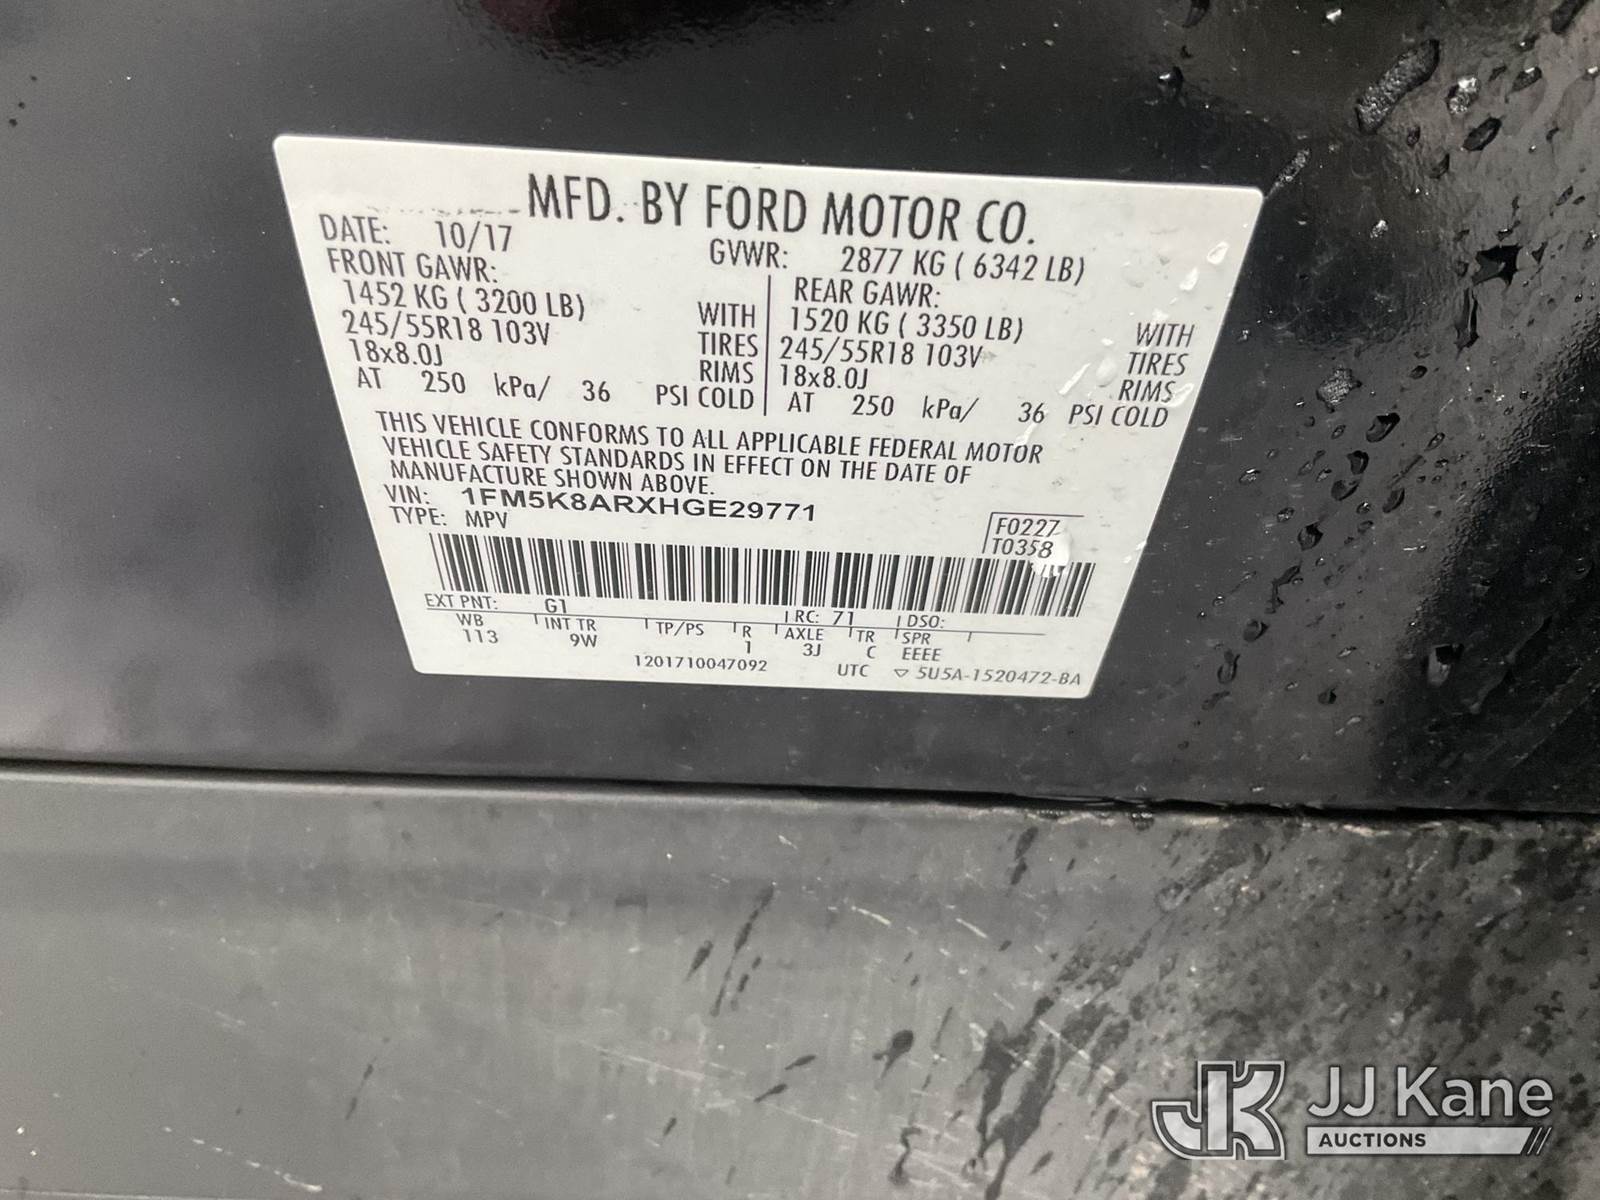 MFD. BY FORD MOTOR CO.
DATE: 10/17 GVWR: 2877 KG ( 6342 LB)
FRONT GAWR: REAR GAWR:
1452 KG ( 3200 LB) WITH 1520 KG ( 3350 LB) WITH
245/55R18 103V TIRES 245/55R18 103V TIRES
18x8.0J RIMS 18x8.0J RIMS
AT 250 kPa/ 36 PSI COLD AT 250 kPa/ 36 PSI COLD
THIS VEHICLE CONFORMS TO ALL APPLICABLE FEDERAL MOTOR
VEHICLE SAFETY STANDARDS IN EFFECT ON THE DATE OF
MANUFACTURE SHOWN ABOVE.
VIN: 1FM5K8ARXHGE29771
TYPE: MPV
F0227
T0358
EXT PNT: G1 RC: 71 DSO:
WB INT TR TP/PS R AXLE TR SPR
113 9W 1 3J C EEEE
1201710047092 UTC ▽ 5U5A-1520472-BA
JK JJ Kane
AUCTIONS